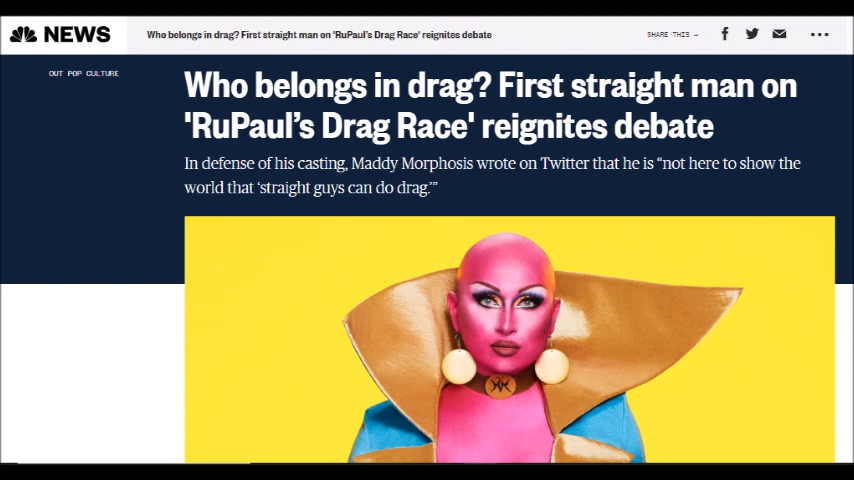 NEWS
Who belongs in drag? First straight man on 'RuPaul's Drag Race' reignites debate
SHARE THIS —
OUT POP CULTURE
Who belongs in drag? First straight man on
'RuPaul’s Drag Race' reignites debate
In defense of his casting, Maddy Morphosis wrote on Twitter that he is “not here to show the
world that ‘straight guys can do drag.’”